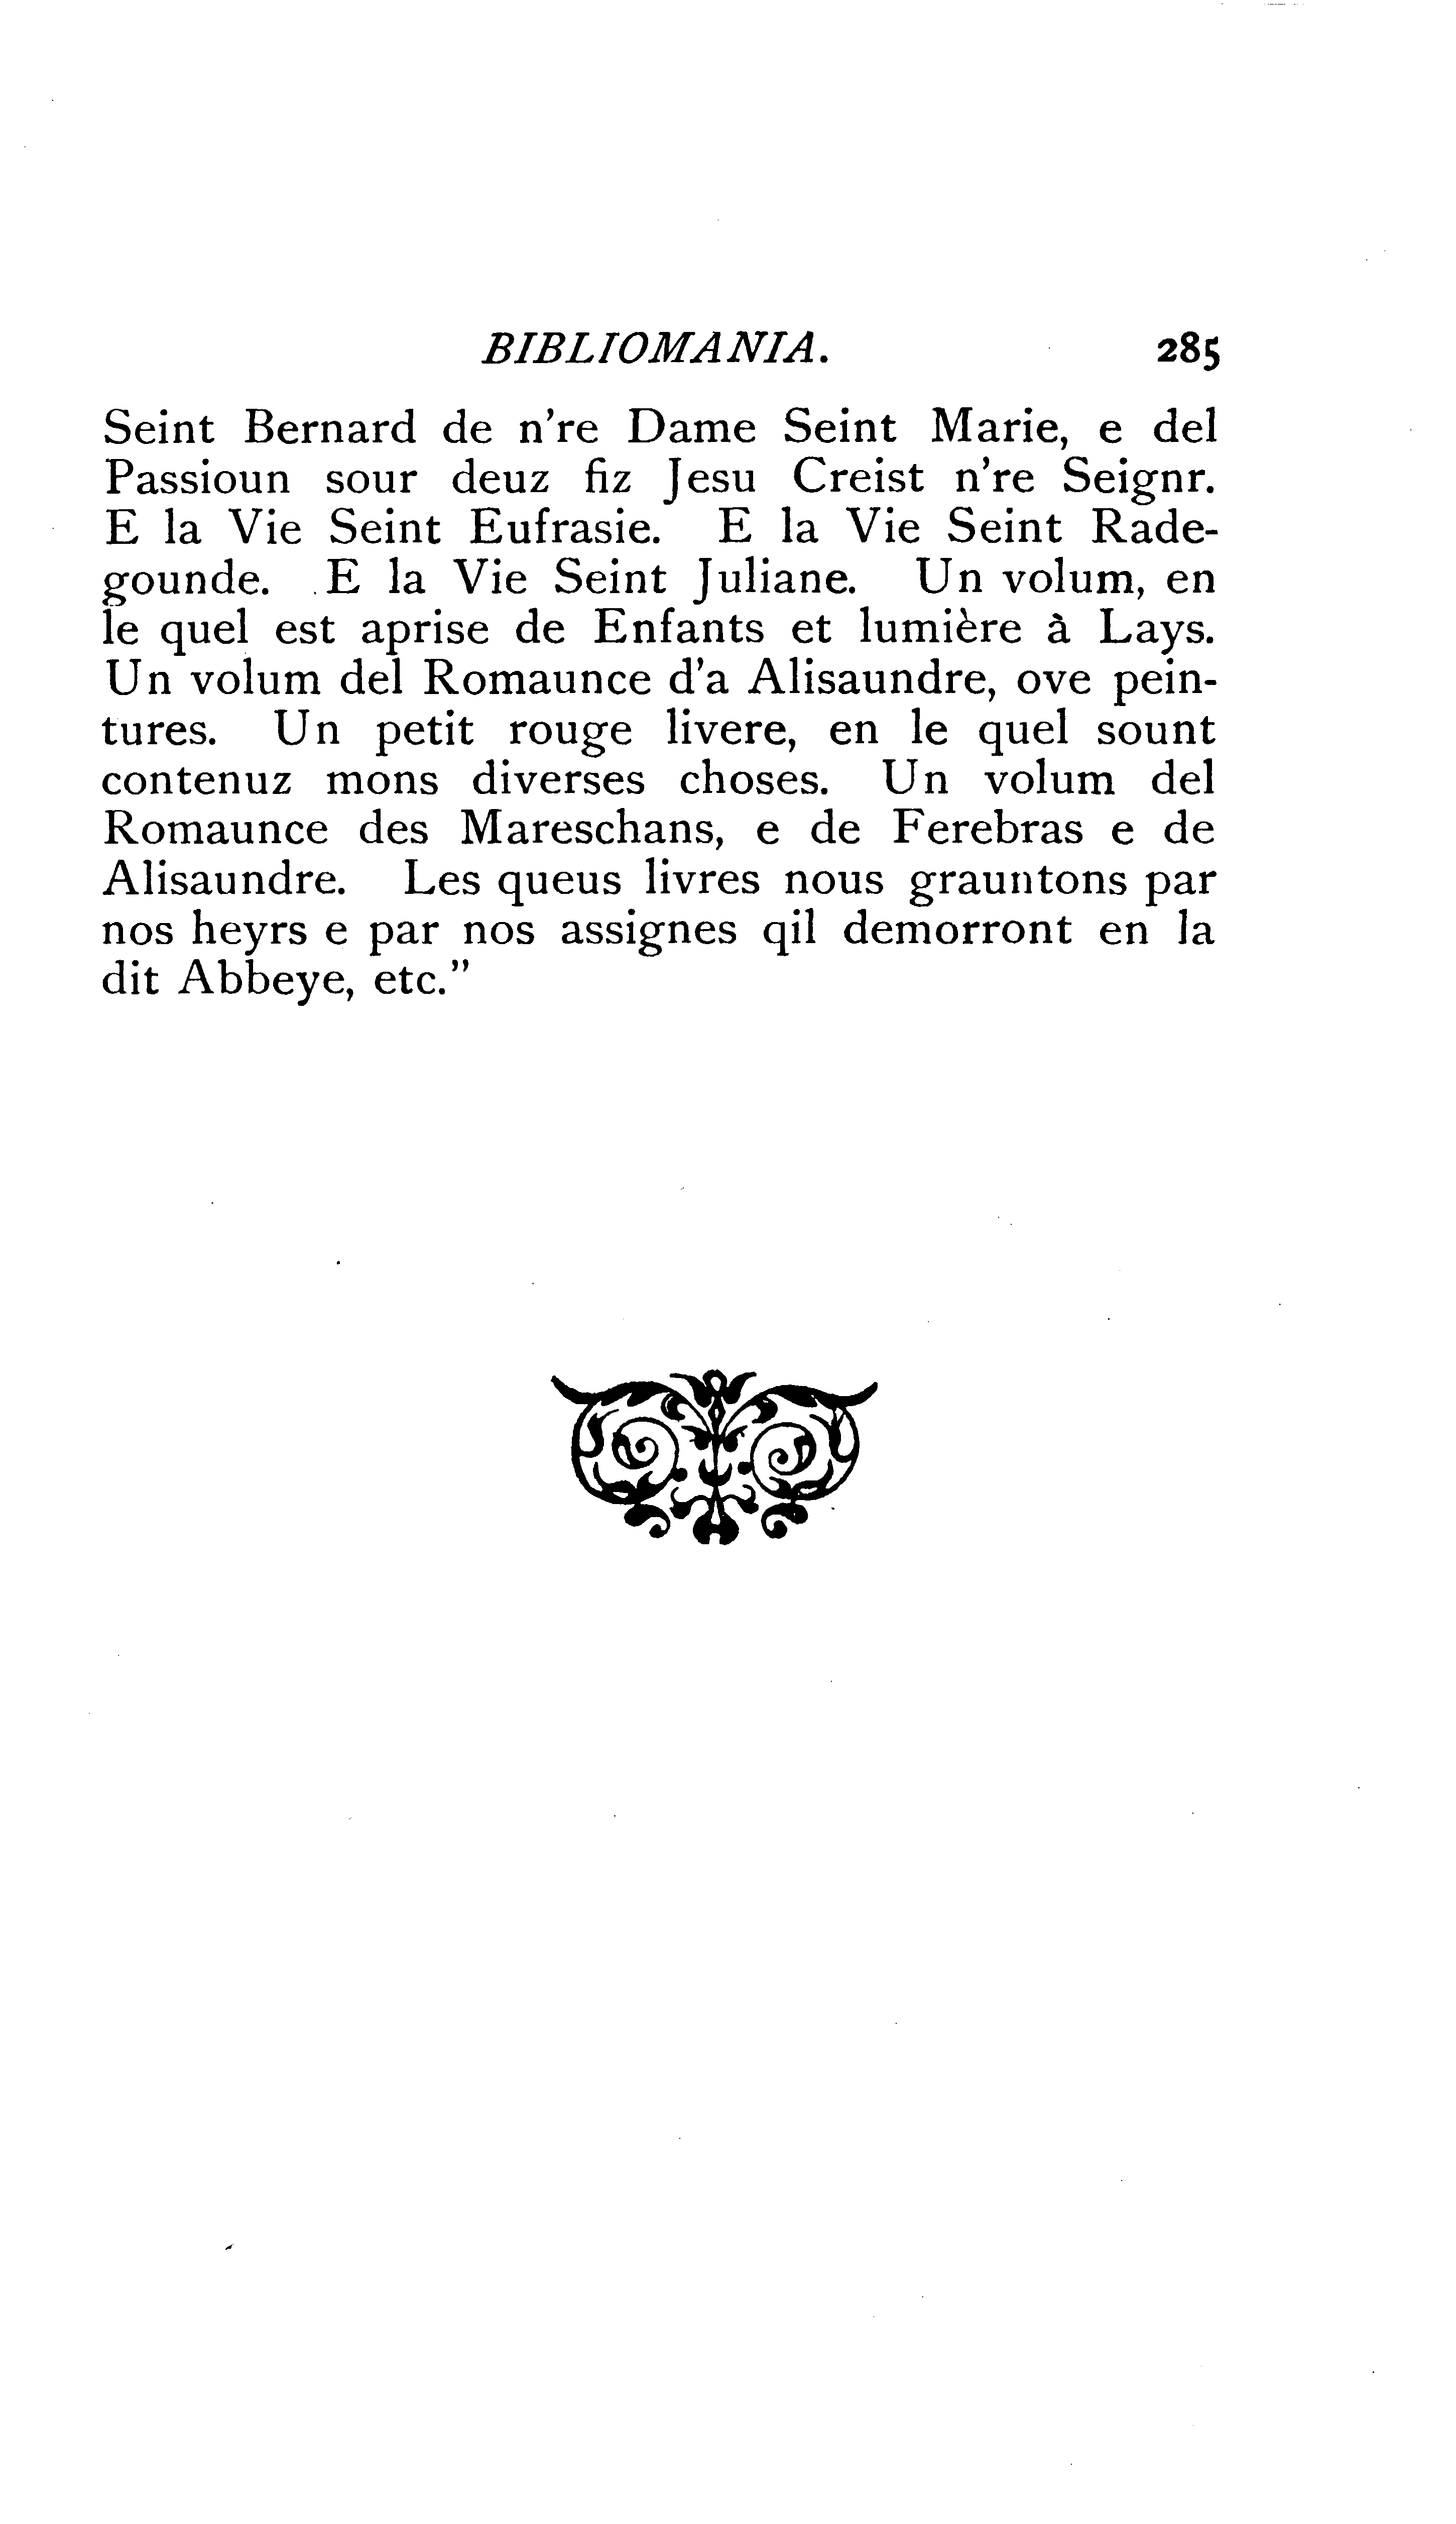 BIBLIOMANIA. 285
Seint Bernard de n're Dame Seint Marie, e del
Passioun sour deuz fiz Jesu Creist n're Seignr.
E la Vie Seint Eufrasie. E la Vie Seint Rade-
gounde. E la Vie Seint Juliane. Un volum, en
le quel est aprise de Enfants et lumière à Lays.
Un volum del Romaunce d'a Alisaundre, ove pein-
tures. Un petit rouge livere, en le quel sount
contenuz mons diverses choses. Un volum del
Romaunce des Mareschans, e de Ferebras e de
Alisaundre. Les queus livres nous grauntons par
nos heyrs e par nos assignes qil demorront en la
dit Abbeye, etc."